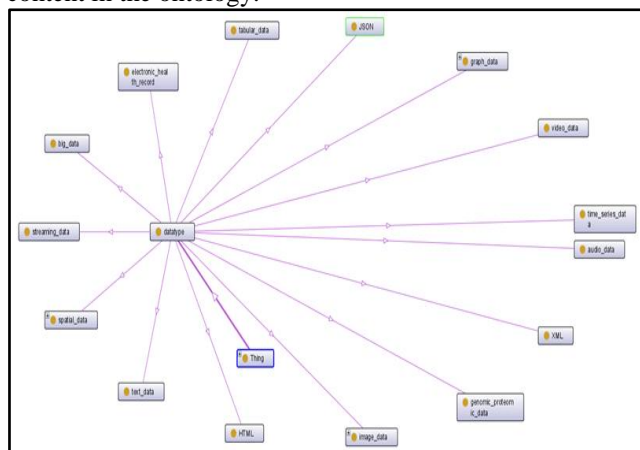 content in the ontology.
tabular_data
JSON
electronic_heal
th_record
graph_data
video_data
big_data
time_series_dat
a
streaming_data
datatype
audio_data
spatial_data
XML
Thing
text_data
genomic_proteom
ic_data
HTML
image_data